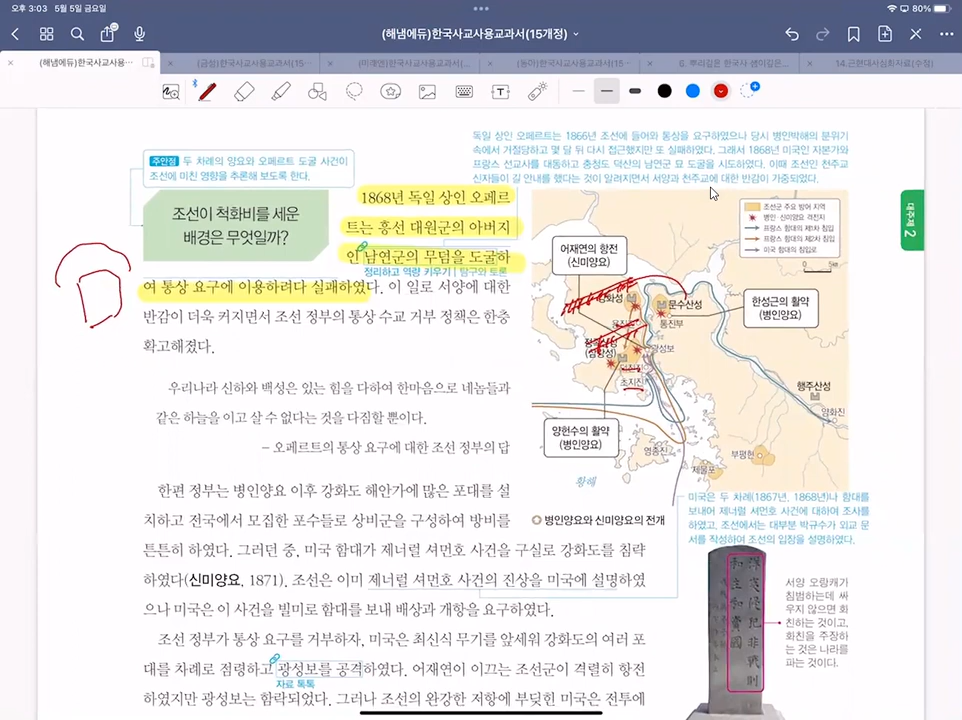 오후 3:03 5월 5일 금요일
80%
(해냄에듀)한국사교사용교과서(15개정)
(해냄에듀)한국사교사용…
(금성)한국사교사용교과서(15…
(미래엔)한국사교사용교과서(…
(동아)한국사교사용교과서(15…
6. 뿌리깊은 한국사 샘이깊은…
14.근현대사심화자료(수정)
독일 상인 오페르트는 1866년 조선에 들어와 통상을 요구하였으나 당시 병인박해의 분위기
속에서 거절당하고 몇 달 뒤 다시 접근했지만 또 실패하였다. 그래서 1868년 미국인 자본가와
프랑스 선교사를 대동하고 충청도 덕산의 남연군 묘 도굴을 시도하였다. 이때 조선인 천주교
신자들이 길 안내를 했다는 것이 알려지면서 서양과 천주교에 대한 반감이 가중되었다.
주안점 두 차례의 양요와 오페르트 도굴 사건이
조선에 미친 영향을 추론해 보도록 한다.
조선이 척화비를 세운
배경은 무엇일까?
1868년 독일 상인 오페르
트는 흥선 대원군의 아버지
인 남연군의 무덤을 도굴하
정리하고 역량 키우기 | 탐구와 토론
여 통상 요구에 이용하려다 실패하였다. 이 일로 서양에 대한
반감이 더욱 커지면서 조선 정부의 통상 수교 거부 정책은 한층
확고해졌다.
우리나라 신하와 백성은 있는 힘을 다하여 한마음으로 네놈들과
같은 하늘을 이고 살 수 없다는 것을 다짐할 뿐이다.
– 오페르트의 통상 요구에 대한 조선 정부의 답
한편 정부는 병인양요 이후 강화도 해안가에 많은 포대를 설
치하고 전국에서 모집한 포수들로 상비군을 구성하여 방비를
튼튼히 하였다. 그러던 중, 미국 함대가 제너럴 셔먼호 사건을 구실로 강화도를 침략
하였다(신미양요, 1871). 조선은 이미 제너럴 셔먼호 사건의 진상을 미국에 설명하였
으나 미국은 이 사건을 빌미로 함대를 보내 배상과 개항을 요구하였다.
조선 정부가 통상 요구를 거부하자, 미국은 최신식 무기를 앞세워 강화도의 여러 포
대를 차례로 점령하고 광성보를 공격하였다. 어재연이 이끄는 조선군이 격렬히 항전
자료 톡톡
하였지만 광성보는 함락되었다. 그러나 조선의 완강한 저항에 부딪힌 미국은 전투에
조선군 주요 방어 지역
병인·신미양요 격전지
프랑스 함대의 제1차 침입
프랑스 함대의 제2차 침입
미국 함대의 침입로
0 5㎞
어재연의 항전
(신미양요)
문수산성
통진부
한성근의 활약
(병인양요)
광성보
초지진
행주산성
양화진
양헌수의 활약
(병인양요)
영종진
제물포
부평현
황해
병인양요와 신미양요의 전개
대주제 2
미국은 두 차례(1867년, 1868년)나 함대를
보내어 제너럴 셔먼호 사건에 대하여 조사를
하였고, 조선에서는 대부분 박규수가 외교 문
서를 작성하여 조선의 입장을 설명하였다.
洋夷侵犯非戰則
和主和賣國
서양 오랑캐가
침범하는데 싸
우지 않으면 화
친하는 것이고,
화친을 주장하
는 것은 나라를
파는 것이다.